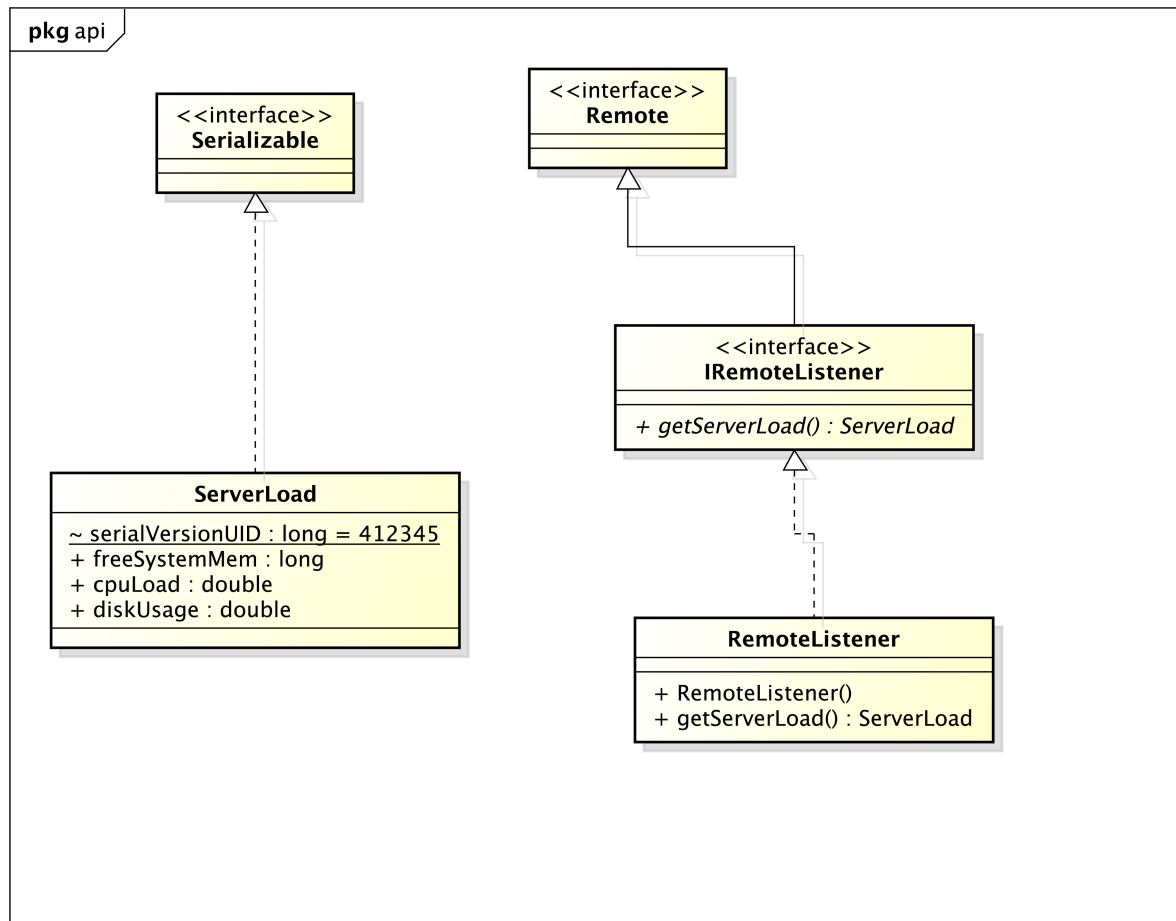 pkg api
<<interface>>
Serializable
<<interface>>
Remote
<<interface>>
IRemoteListener
+ getServerLoad() : ServerLoad
ServerLoad
~ serialVersionUID : long = 412345
+ freeSystemMem : long
+ cpuLoad : double
+ diskUsage : double
RemoteListener
+ RemoteListener()
+ getServerLoad() : ServerLoad